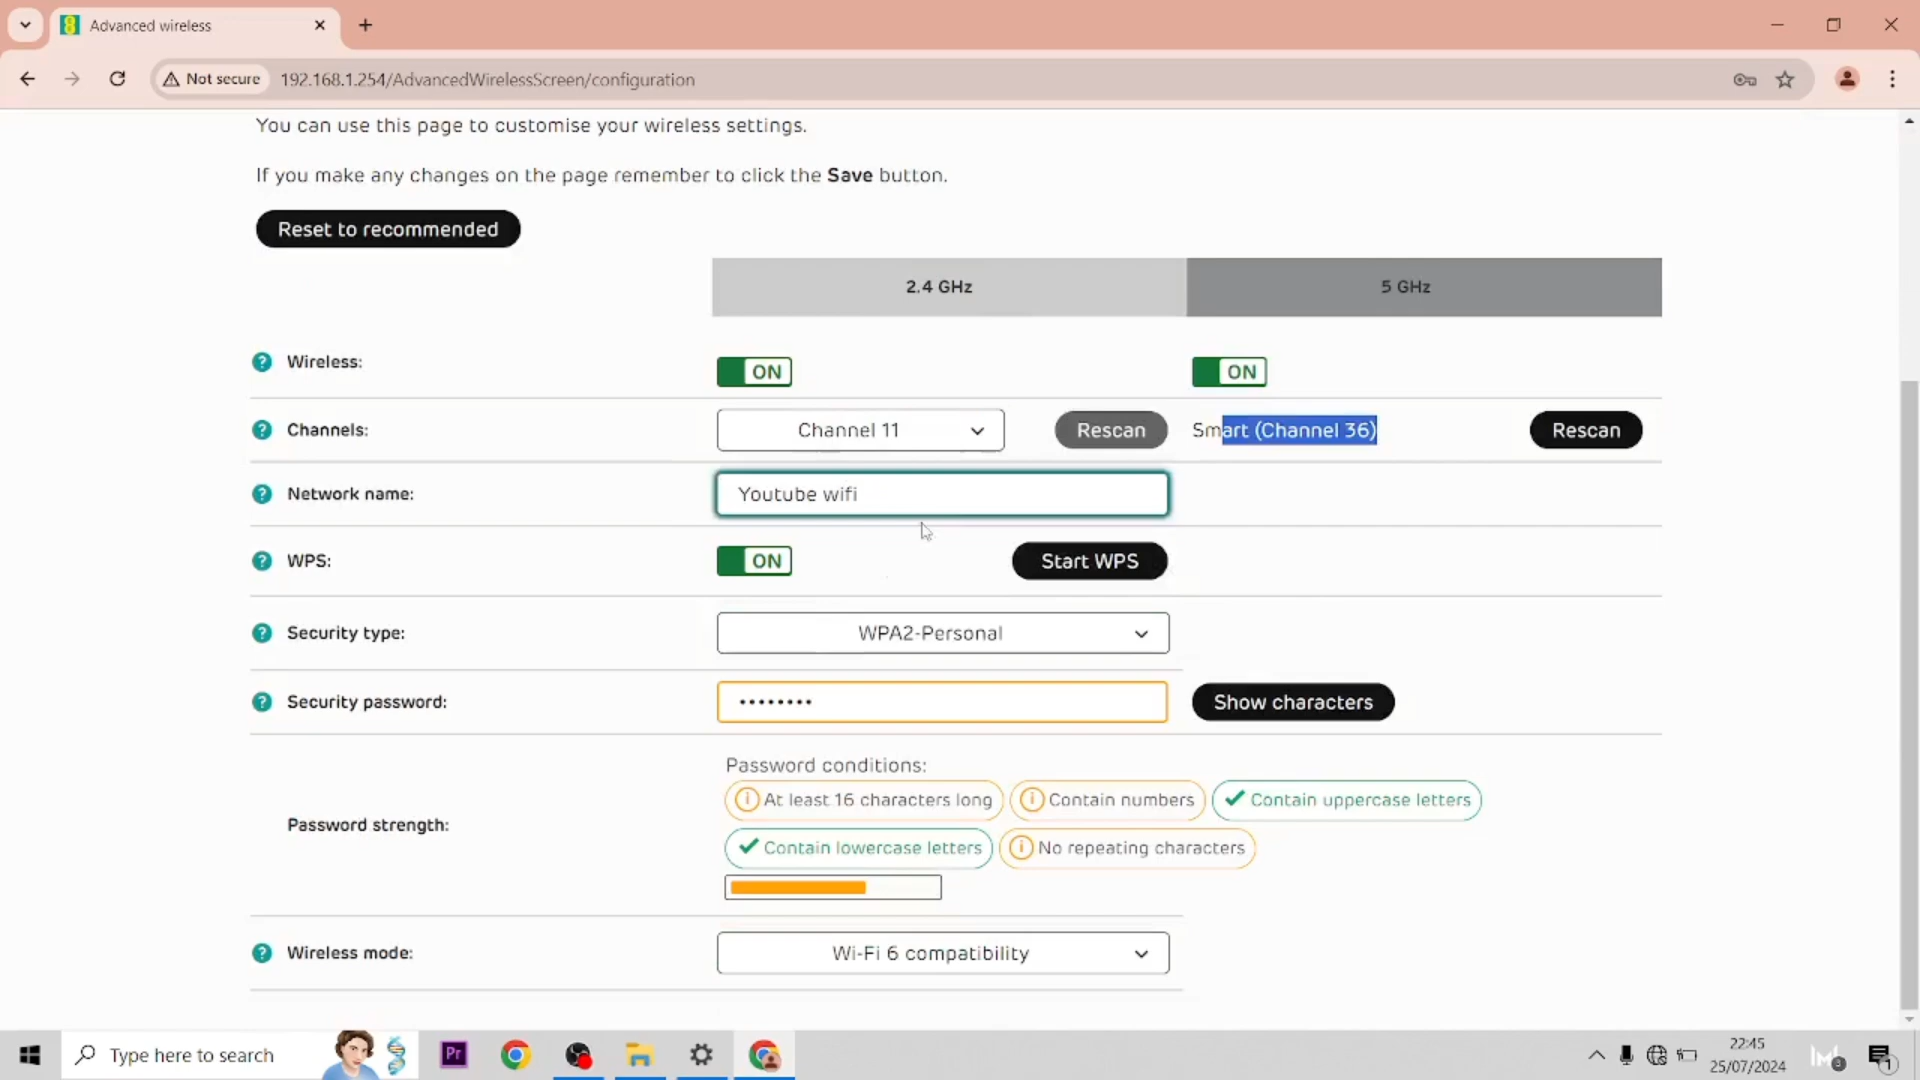 Advanced wireless
Not secure
192.168.1.254/AdvancedWirelessScreen/configuration
You can use this page to customise your wireless settings.
If you make any changes on the page remember to click the Save button.
Reset to recommended
2.4 GHz
5 GHz
Wireless:
ON
ON
Channels:
Channel 11
Rescan
Smart (Channel 36)
Rescan
Network name:
Youtube wifi
WPS:
ON
Start WPS
Security type:
WPA2-Personal
Security password:
••••••••
Show characters
Password conditions:
At least 16 characters long
Contain numbers
Contain uppercase letters
Password strength:
Contain lowercase letters
No repeating characters
Wireless mode:
Wi-Fi 6 compatibility
Type here to search
Pr
22:45
25/07/2024
3
1